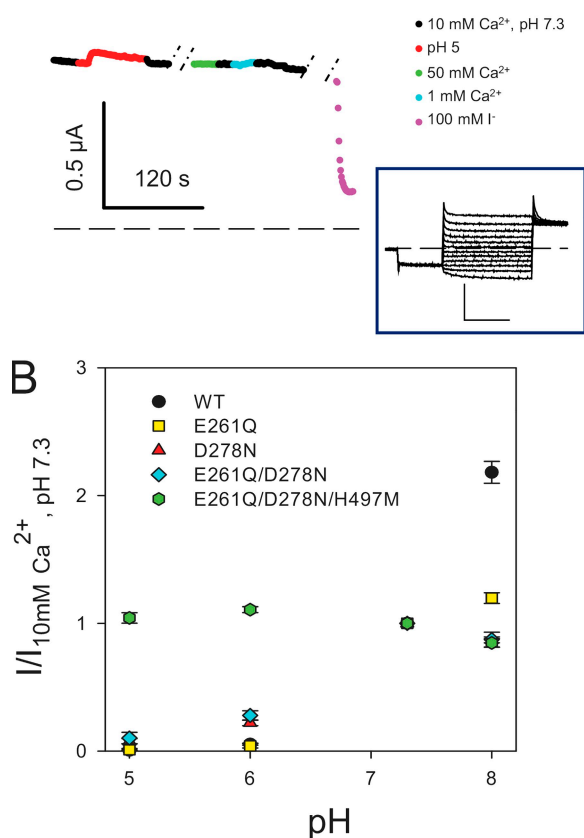 10 mM Ca²⁺, pH 7.3
pH 5
50 mM Ca²⁺
1 mM Ca²⁺
100 mM I⁻
0.5 μA
120 s
B
3
2
1
0
I/I10mM Ca²⁺, pH 7.3
WT
E261Q
D278N
E261Q/D278N
E261Q/D278N/H497M
5 6 7 8
pH